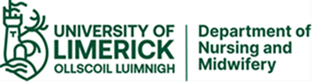 UNIVERSITY OF
LIMERICK
OLLSCOIL LUIMNIGH
Department of
Nursing and
Midwifery